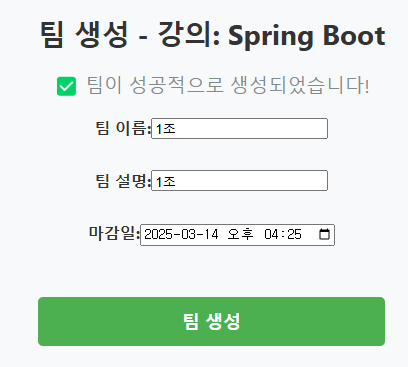 팀 생성 - 강의: Spring Boot
✅ 팀이 성공적으로 생성되었습니다!
팀 이름: 1조
팀 설명: 1조
마감일: 2025-03-14 오후 04:25
팀 생성